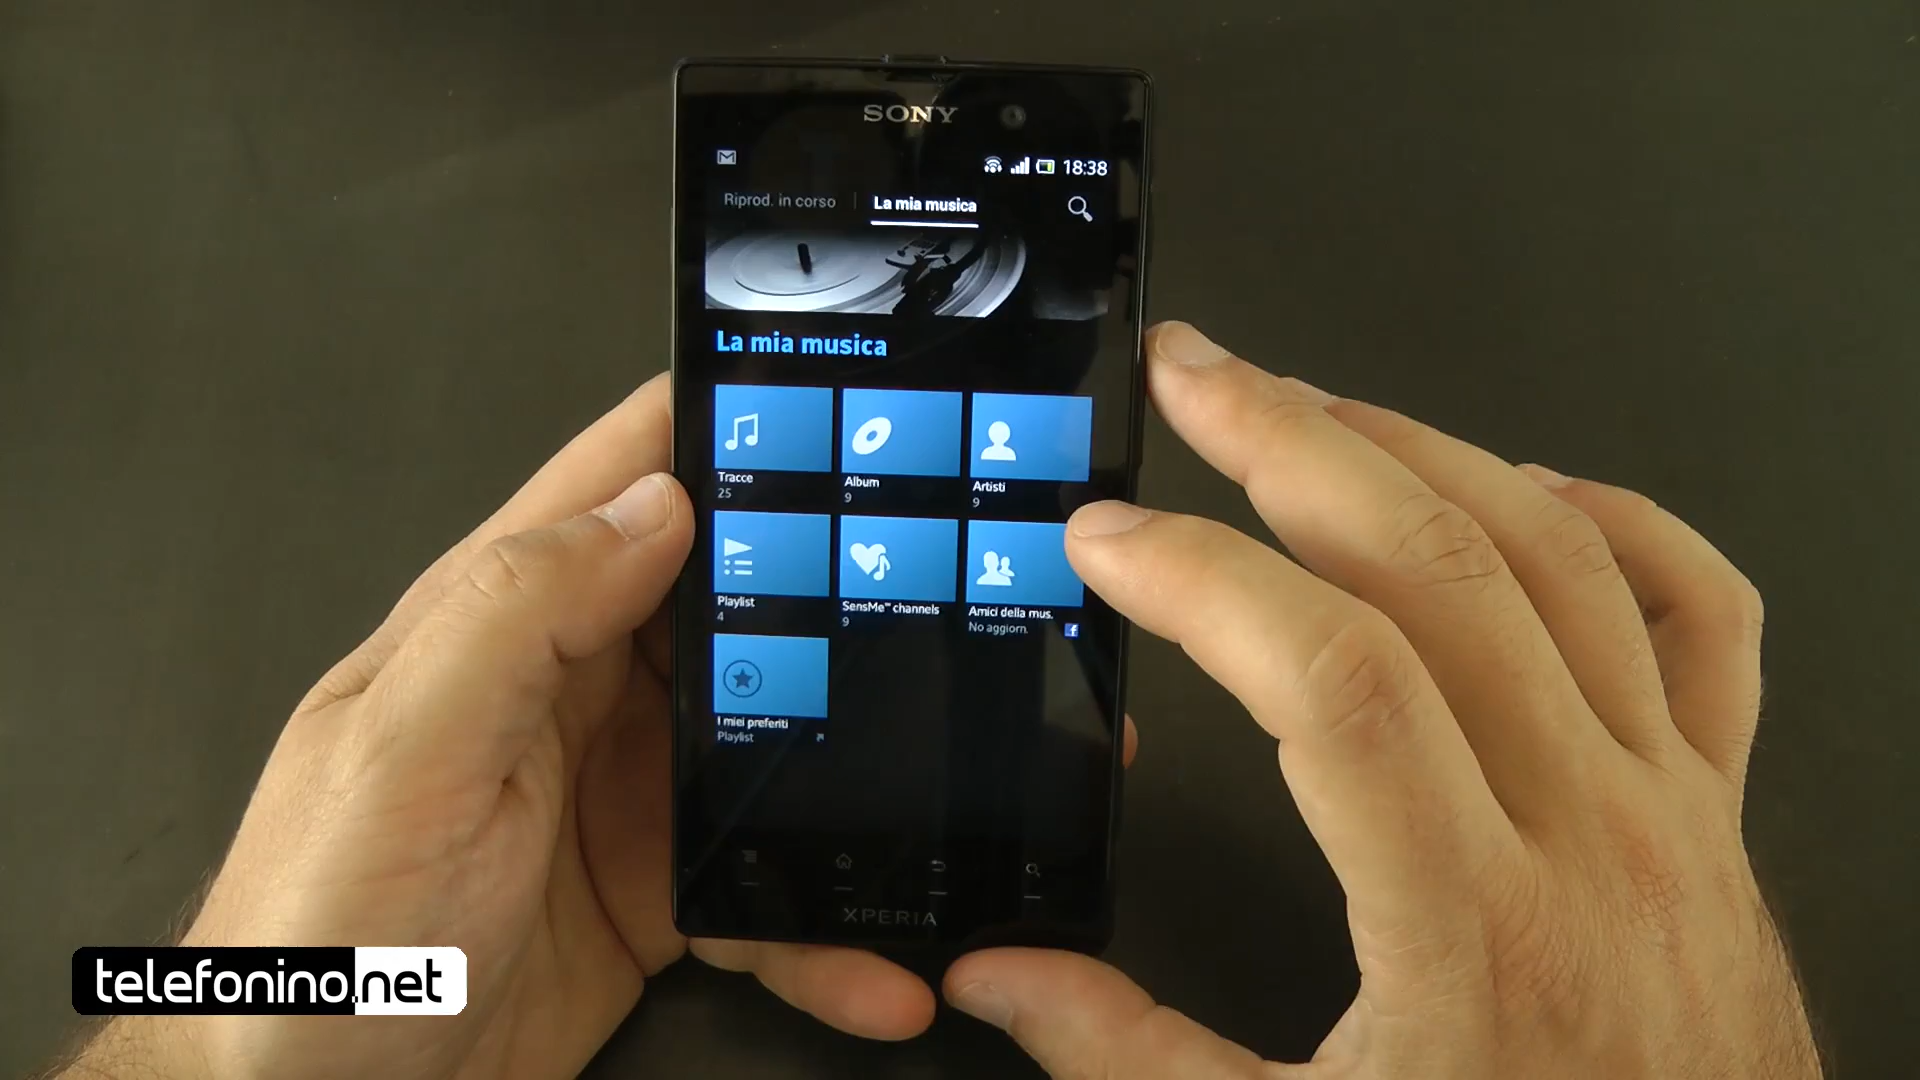 SONY
18:38
Riprod. in corso
La mia musica
La mia musica
Tracce
25
Album
9
Artisti
9
Playlist
4
SensMe™ channels
9
Amici della mus.
No aggiorn.
f
I miei preferiti
Playlist
XPERIA
telefonino.net